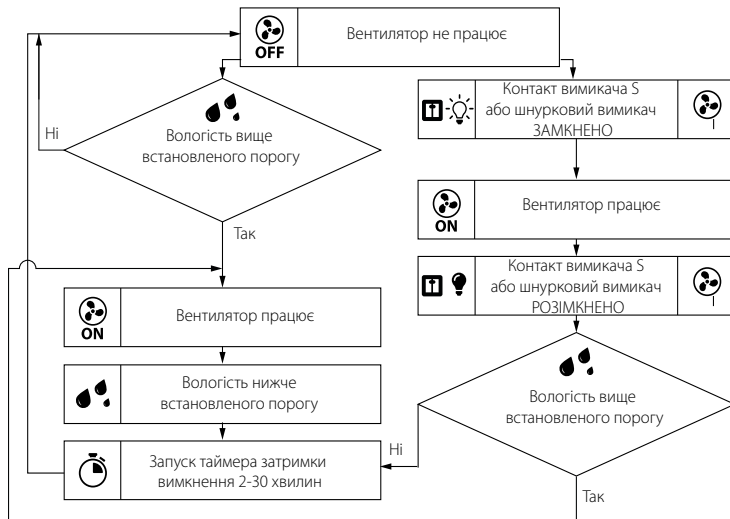 OFF
Вентилятор не працює
Контакт вимикача S
або шнурковий вимикач
ЗАМКНЕНО
Ні
Вологість вище
встановленого порогу
ON
Вентилятор працює
Так
Контакт вимикача S
або шнурковий вимикач
РОЗІМКНЕНО
ON
Вентилятор працює
Вологість нижче
встановленого порогу
Вологість вище
встановленого порогу
Ні
Запуск таймера затримки
вимкнення 2-30 хвилин
Так